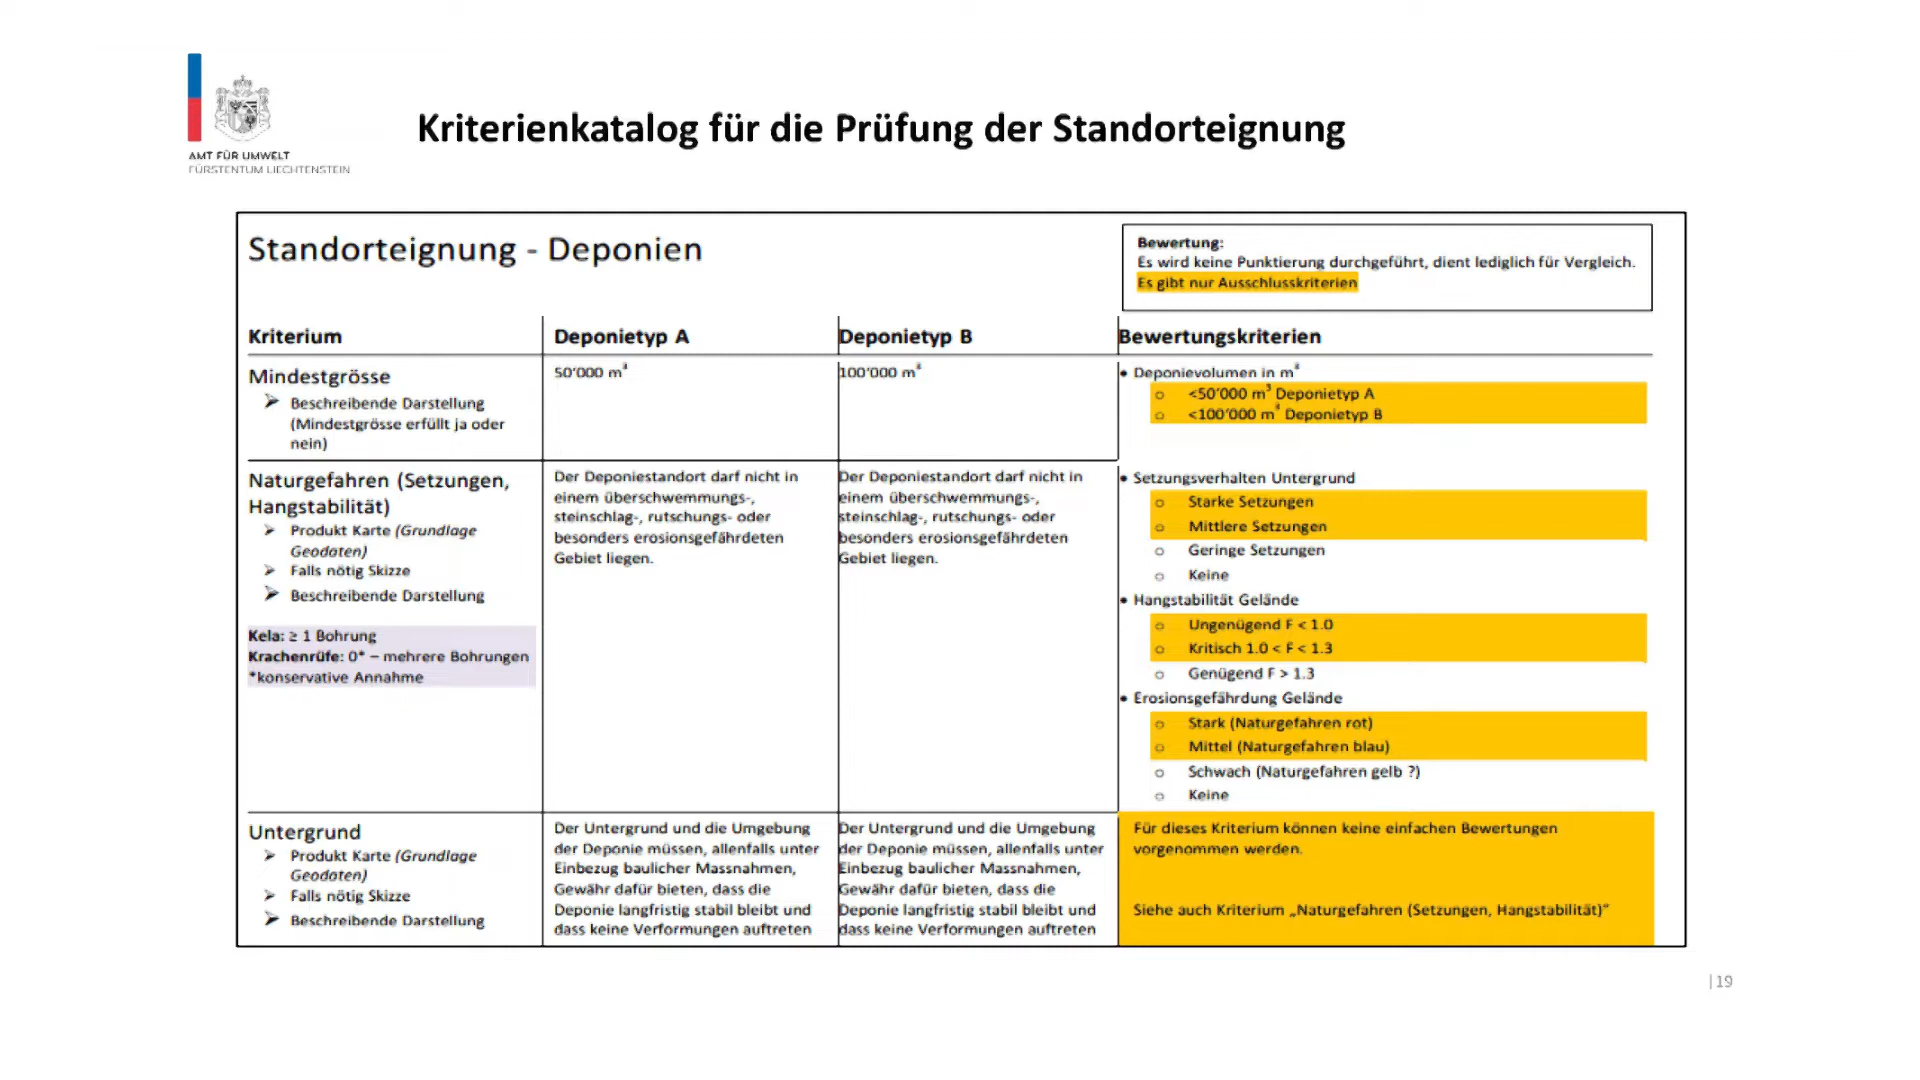 AMT FÜR UMWELT
FÜRSTENTUM LIECHTENSTEIN
Kriterienkatalog für die Prüfung der Standorteignung
Standorteignung - Deponien
Bewertung:
Es wird keine Punktierung durchgeführt, dient lediglich für Vergleich.
Es gibt nur Ausschlusskriterien
Kriterium
Deponietyp A
Deponietyp B
Bewertungskriterien
Mindestgrösse
➢ Beschreibende Darstellung
(Mindestgrösse erfüllt ja oder
nein)
50'000 m³
100'000 m³
• Deponievolumen in m³
o <50'000 m³ Deponietyp A
o <100'000 m³ Deponietyp B
Naturgefahren (Setzungen,
Hangstabilität)
➢ Produkt Karte (Grundlage
Geodaten)
➢ Falls nötig Skizze
➢ Beschreibende Darstellung
Kela: ≥ 1 Bohrung
Krachenrüfe: 0* – mehrere Bohrungen
*konservative Annahme
Der Deponiestandort darf nicht in
einem überschwemmungs-,
steinschlag-, rutschungs- oder
besonders erosionsgefährdeten
Gebiet liegen.
Der Deponiestandort darf nicht in
einem überschwemmungs-,
steinschlag-, rutschungs- oder
besonders erosionsgefährdeten
Gebiet liegen.
• Setzungsverhalten Untergrund
o Starke Setzungen
o Mittlere Setzungen
o Geringe Setzungen
o Keine
• Hangstabilität Gelände
o Ungenügend F < 1.0
o Kritisch 1.0 < F < 1.3
o Genügend F > 1.3
• Erosionsgefährdung Gelände
o Stark (Naturgefahren rot)
o Mittel (Naturgefahren blau)
o Schwach (Naturgefahren gelb ?)
o Keine
Untergrund
➢ Produkt Karte (Grundlage
Geodaten)
➢ Falls nötig Skizze
➢ Beschreibende Darstellung
Der Untergrund und die Umgebung
der Deponie müssen, allenfalls unter
Einbezug baulicher Massnahmen,
Gewähr dafür bieten, dass die
Deponie langfristig stabil bleibt und
dass keine Verformungen auftreten
Der Untergrund und die Umgebung
der Deponie müssen, allenfalls unter
Einbezug baulicher Massnahmen,
Gewähr dafür bieten, dass die
Deponie langfristig stabil bleibt und
dass keine Verformungen auftreten
Für dieses Kriterium können keine einfachen Bewertungen
vorgenommen werden.
Siehe auch Kriterium „Naturgefahren (Setzungen, Hangstabilität)"
| 19